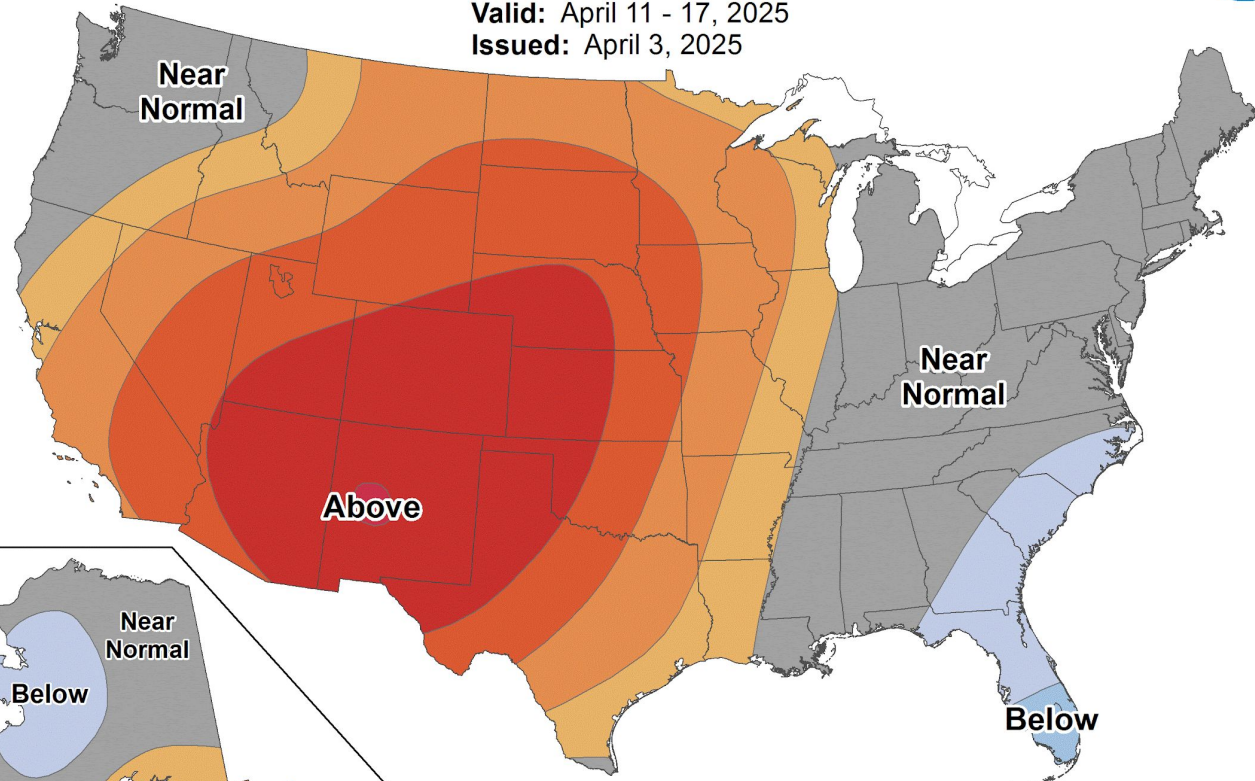 Valid: April 11 - 17, 2025
Issued: April 3, 2025
Near
Normal
Near
Normal
Above
Near
Normal
Below
Below